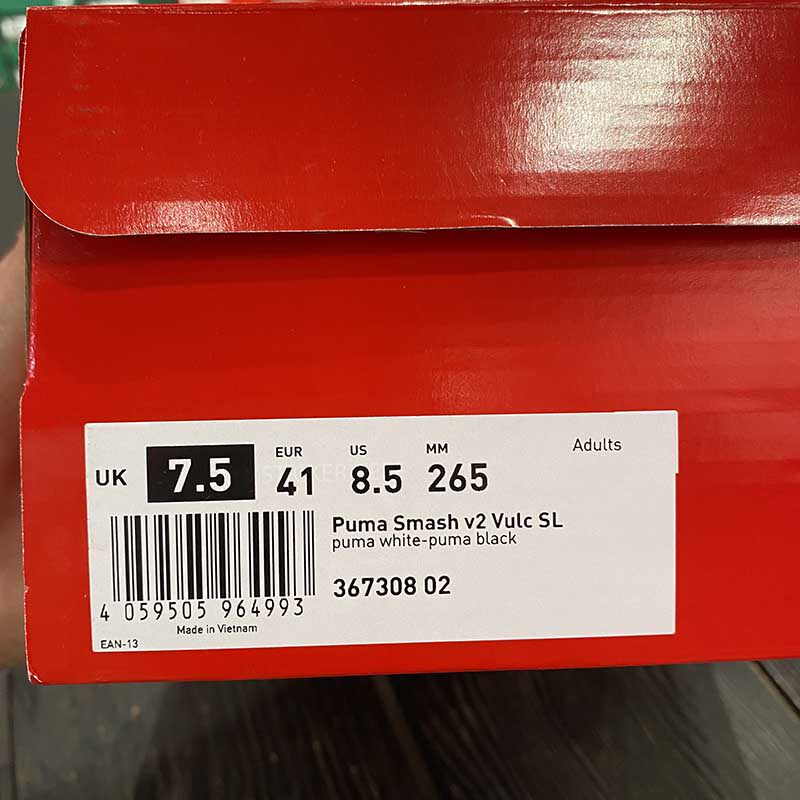 UK 7.5 EUR 41 US 8.5 MM 265 Adults
Puma Smash v2 Vulc SL
puma white-puma black
367308 02
4 059505 964993
Made in Vietnam
EAN-13